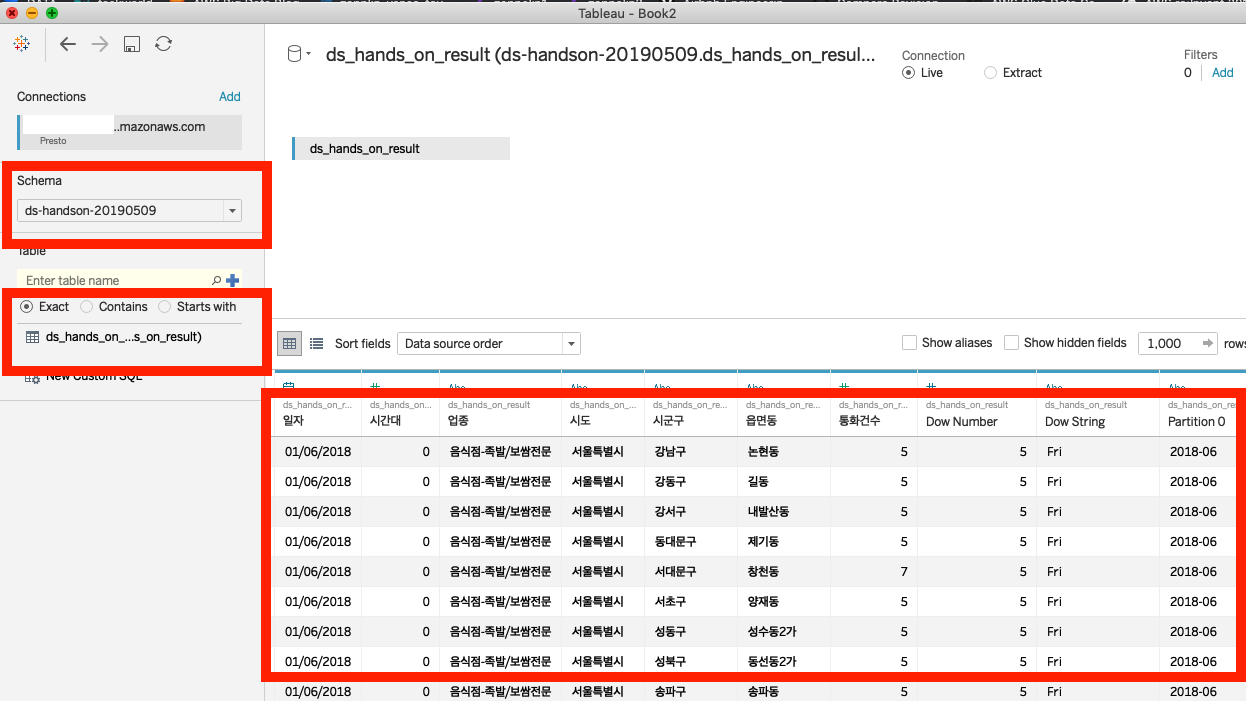 Tableau - Book2
ds_hands_on_result (ds-handson-20190509.ds_hands_on_resul...
Connection
Live Extract
Filters
0 Add
Connections Add
..mazonaws.com
Presto
Schema
ds-handson-20190509
Table
Enter table name
Exact Contains Starts with
ds_hands_on_...s_on_result)
New Custom SQL
ds_hands_on_result
Sort fields Data source order Show aliases Show hidden fields 1,000 rows
Abc Abc Abc Abc Abc Abc
ds_hands_on_r... ds_hands_on... ds_hands_on_result ds_hands_on_... ds_hands_on_re... ds_hands_on_re... ds_hands_on_r... ds_hands_on_result ds_hands_on_result ds_hands_on_res
일자 시간대 업종 시도 시군구 읍면동 통화건수 Dow Number Dow String Partition 0
01/06/2018 0 음식점-족발/보쌈전문 서울특별시 강남구 논현동 5 5 Fri 2018-06
01/06/2018 0 음식점-족발/보쌈전문 서울특별시 강동구 길동 5 5 Fri 2018-06
01/06/2018 0 음식점-족발/보쌈전문 서울특별시 강서구 내발산동 5 5 Fri 2018-06
01/06/2018 0 음식점-족발/보쌈전문 서울특별시 동대문구 제기동 5 5 Fri 2018-06
01/06/2018 0 음식점-족발/보쌈전문 서울특별시 서대문구 창천동 7 5 Fri 2018-06
01/06/2018 0 음식점-족발/보쌈전문 서울특별시 서초구 양재동 5 5 Fri 2018-06
01/06/2018 0 음식점-족발/보쌈전문 서울특별시 성동구 성수동2가 5 5 Fri 2018-06
01/06/2018 0 음식점-족발/보쌈전문 서울특별시 성북구 동선동2가 5 5 Fri 2018-06
01/06/2018 0 음식점-족발/보쌈전문 서울특별시 송파구 송파동 5 5 Fri 2018-06